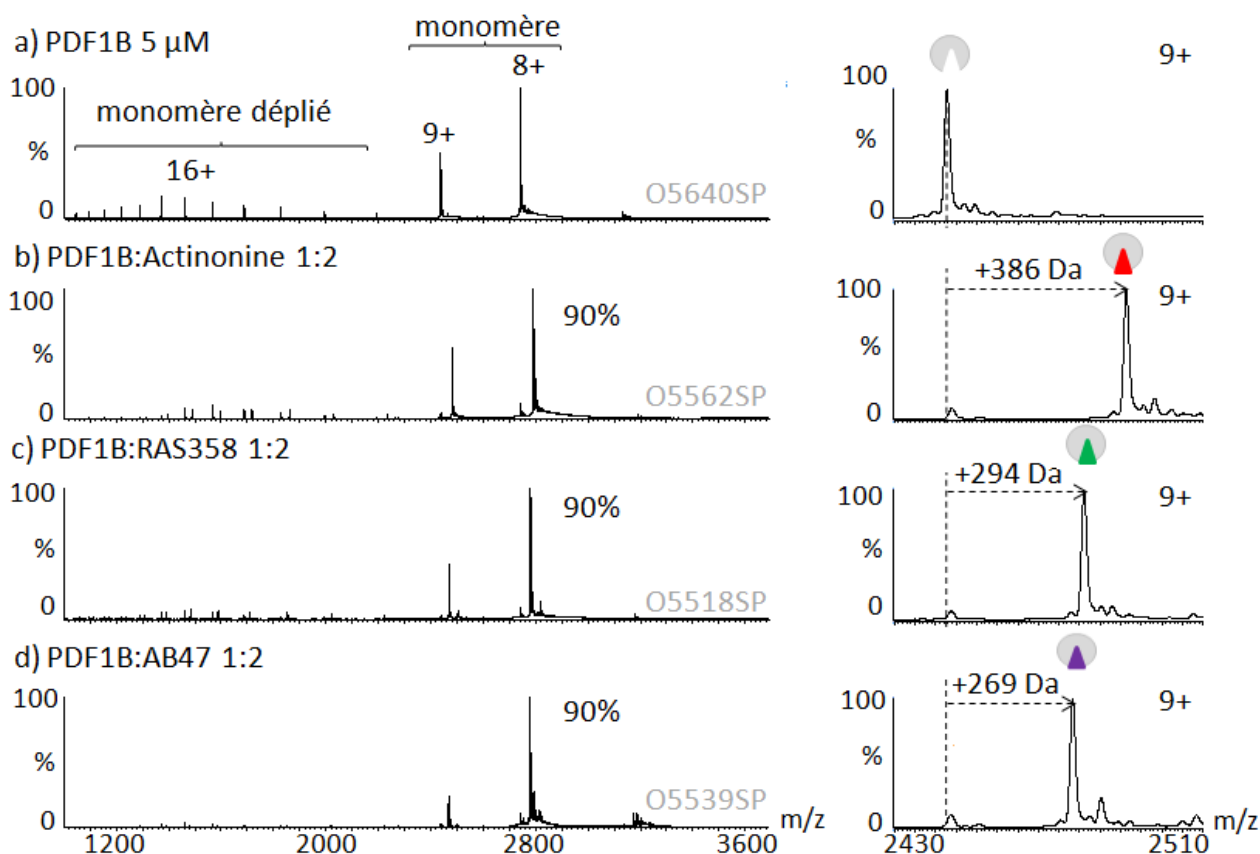 a) PDF1B 5 µM
monomère
8+
100
monomère déplié
9+
%
16+
O5640SP
0
100
9+
%
0
b) PDF1B:Actinonine 1:2
100
90%
%
O5562SP
0
+386 Da
100
9+
%
0
c) PDF1B:RAS358 1:2
100
90%
%
O5518SP
0
+294 Da
100
9+
%
0
d) PDF1B:AB47 1:2
100
90%
%
O5539SP
0
+269 Da
100
9+
%
0
1200 2000 2800 3600 m/z
2430 2510